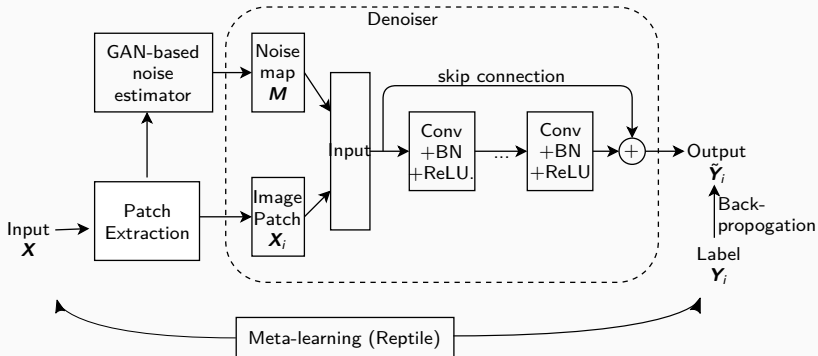 Denoiser
GAN-based
noise
estimator
Noise
map
M
skip connection
Input
Conv
+BN
+ReLU.
...
Conv
+BN
+ReLU
+
Output
Ỹᵢ
Back-
propogation
Label
Yᵢ
Input
X
Patch
Extraction
Image
Patch
Xᵢ
Meta-learning (Reptile)